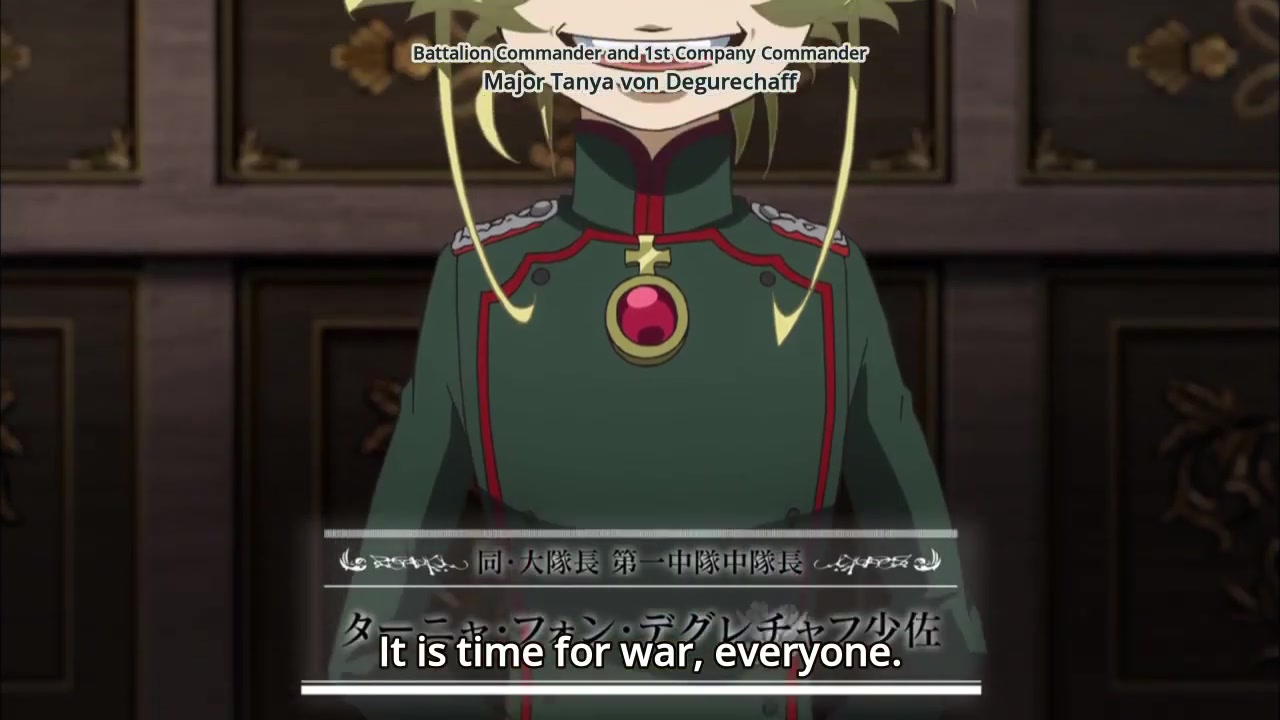 Battalion Commander and 1st Company Commander
Major Tanya von Degurechaff
同・大隊長 第一中隊中隊長
ターニャ・フォン・デグレチャフ少佐
It is time for war, everyone.